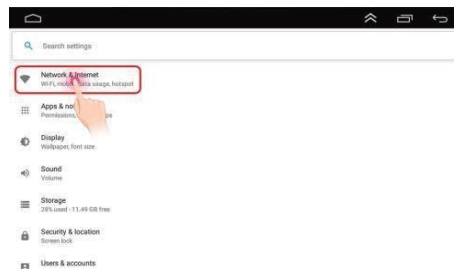 Search settings
Network & Internet
Wi-Fi, mobile, data usage, hotspot
Apps & no
Permissions,
Display
Wallpaper, font size
Sound
Volume
Storage
28% used - 11.49 GB free
Security & location
Screen lock
Users & accounts